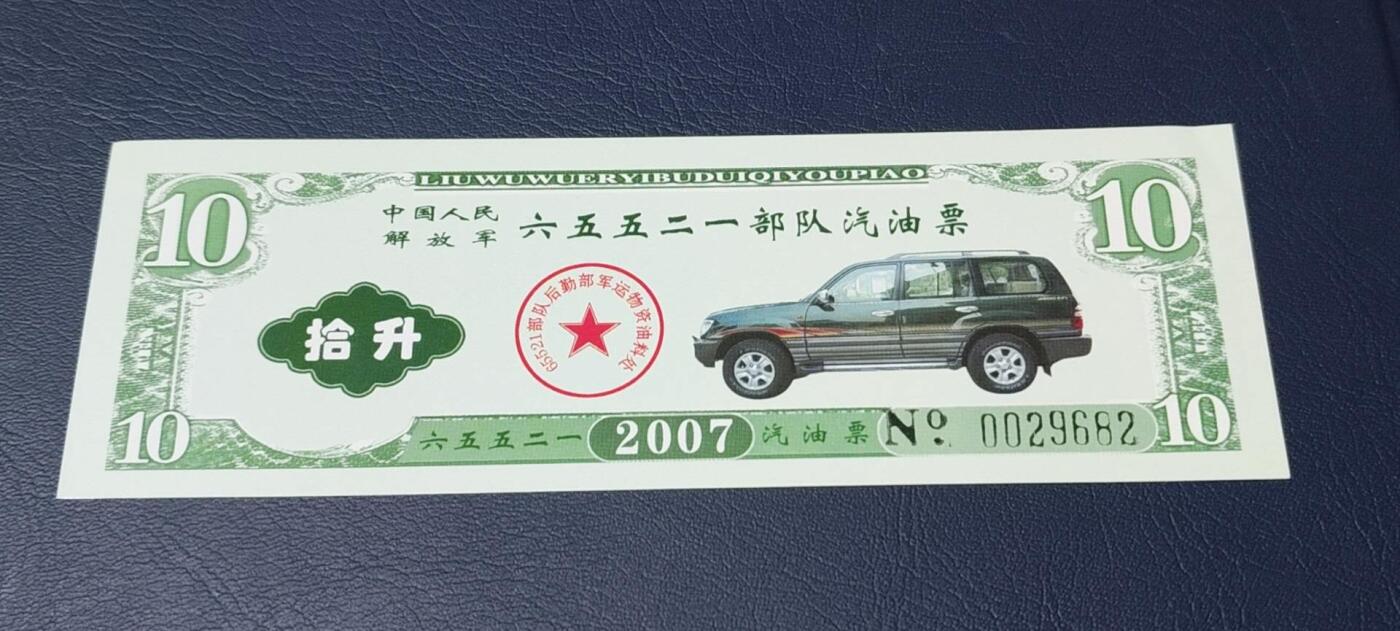 LIUWUWUERYIBUDUIQIYOUPIAO
10
10
中国人民
解放军
六五五二一部队汽油票
拾升
65521部队后勤部军运物资油料处
10
六五五二一
2007
汽油票
No. 0029682
10